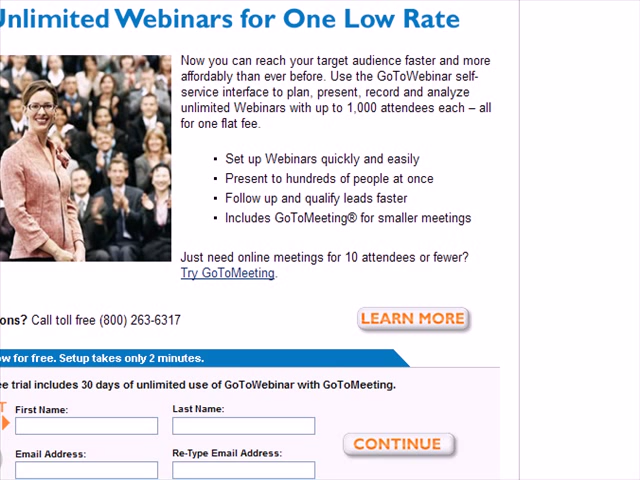 Unlimited Webinars for One Low Rate
Now you can reach your target audience faster and more
affordably than ever before. Use the GoToWebinar self-
service interface to plan, present, record and analyze
unlimited Webinars with up to 1,000 attendees each – all
for one flat fee.
▪ Set up Webinars quickly and easily
▪ Present to hundreds of people at once
▪ Follow up and qualify leads faster
▪ Includes GoToMeeting® for smaller meetings
Just need online meetings for 10 attendees or fewer?
Try GoToMeeting.
ons? Call toll free (800) 263-6317
LEARN MORE
ow for free. Setup takes only 2 minutes.
ee trial includes 30 days of unlimited use of GoToWebinar with GoToMeeting.
T
First Name: Last Name:
CONTINUE
Email Address: Re-Type Email Address: